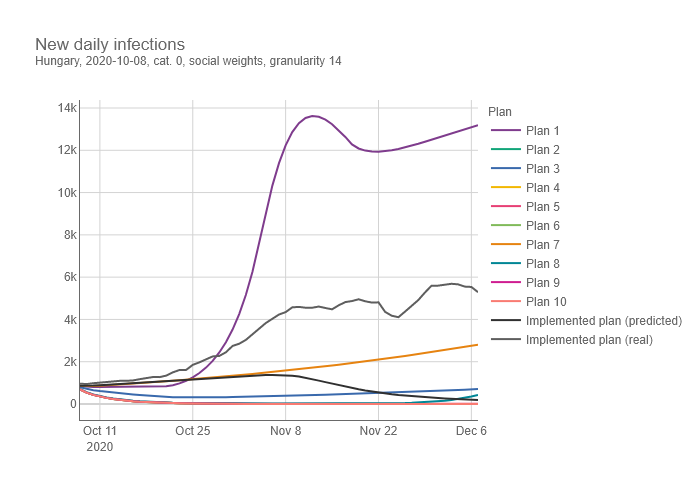 New daily infections
Hungary, 2020-10-08, cat. 0, social weights, granularity 14
14k
12k
10k
8k
6k
4k
2k
0
Oct 11
2020
Oct 25
Nov 8
Nov 22
Dec 6
Plan
Plan 1
Plan 2
Plan 3
Plan 4
Plan 5
Plan 6
Plan 7
Plan 8
Plan 9
Plan 10
Implemented plan (predicted)
Implemented plan (real)